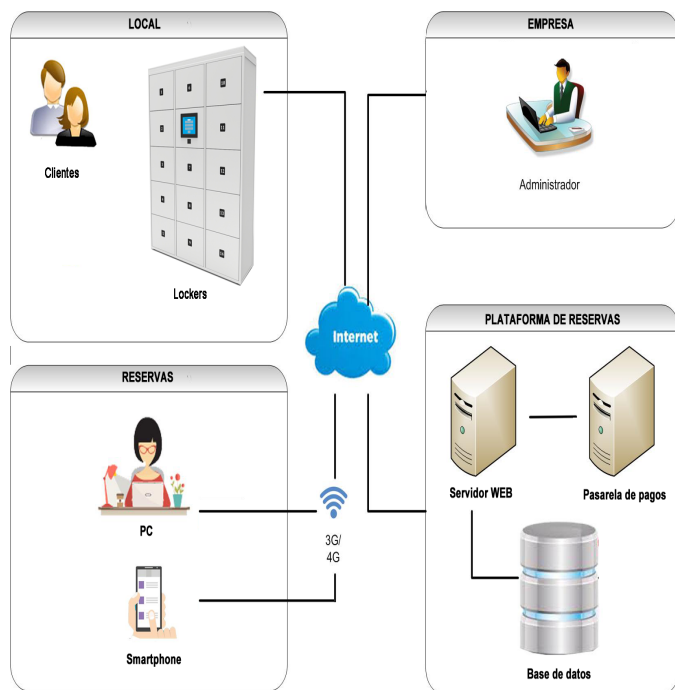 LOCAL
Clientes
Lockers
EMPRESA
Administrador
Internet
RESERVAS
PC
3G/
4G
Smartphone
PLATAFORMA DE RESERVAS
Servidor WEB
Pasarela de pagos
Base de datos